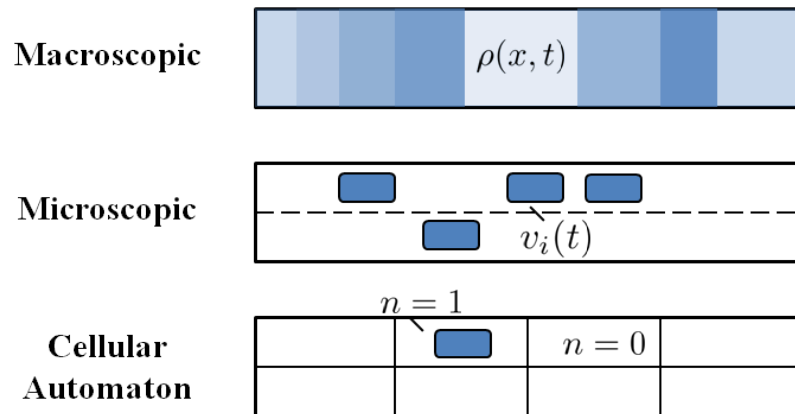 Macroscopic
ρ(x, t)
Microscopic
v_i(t)
n = 1
Cellular
n = 0
Automaton